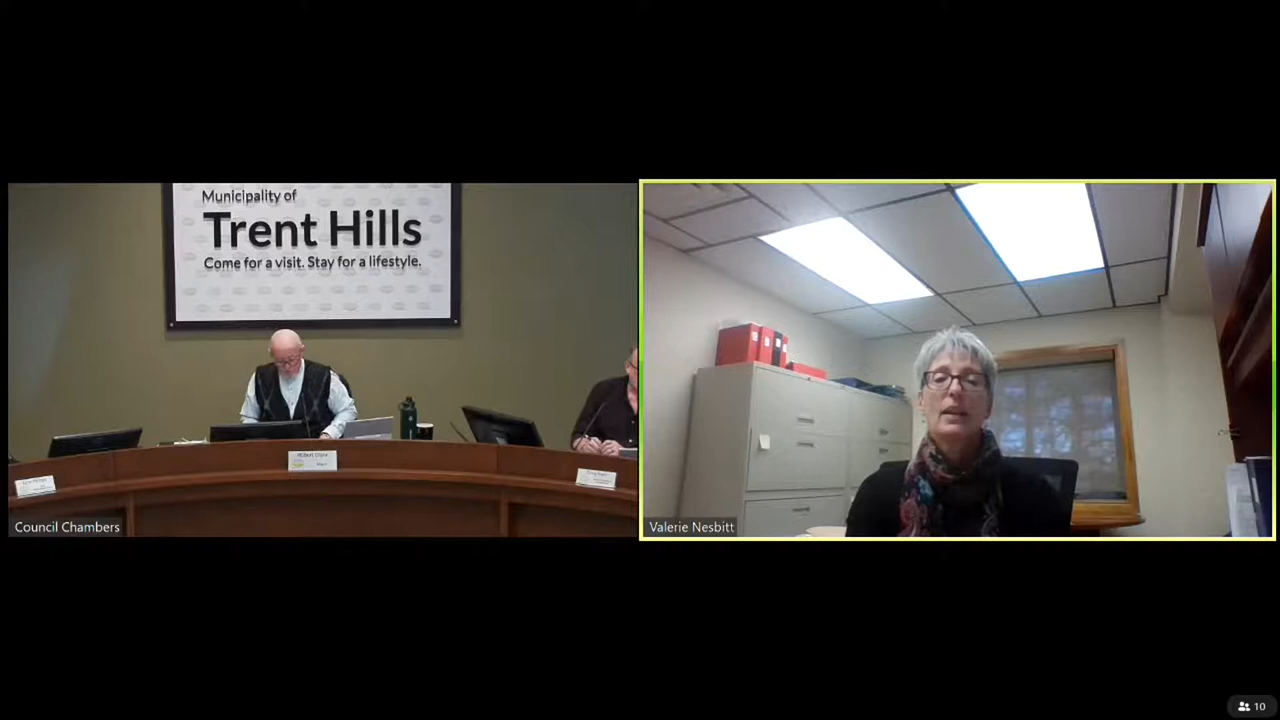 Municipality of
Trent Hills
Come for a visit. Stay for a lifestyle.
Council Chambers
Valerie Nesbitt
10